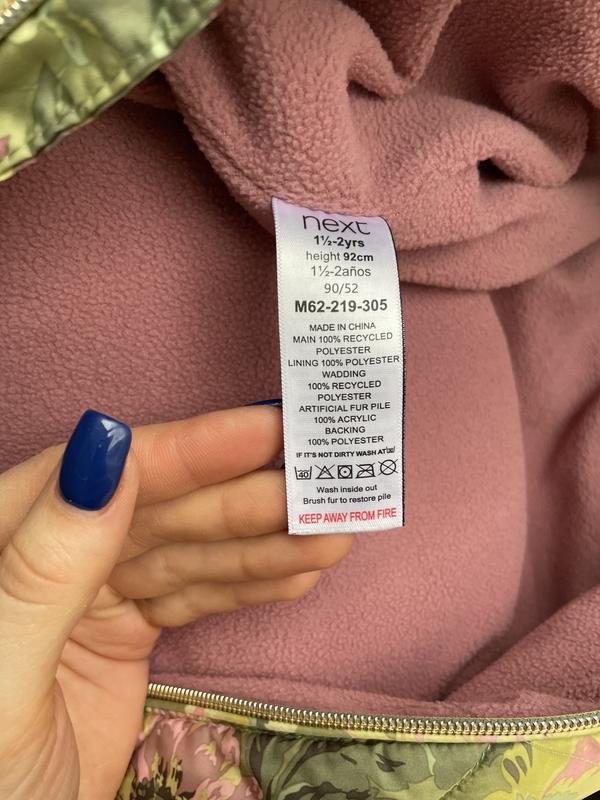 next
1½-2yrs
height 92cm
1½-2años
90/52
M62-219-305
MADE IN CHINA
MAIN 100% RECYCLED
POLYESTER
LINING 100% POLYESTER
WADDING
100% RECYCLED
POLYESTER
ARTIFICIAL FUR PILE
100% ACRYLIC
BACKING
100% POLYESTER
IF IT'S NOT DIRTY WASH AT
40
Wash inside out
Brush fur to restore pile
KEEP AWAY FROM FIRE